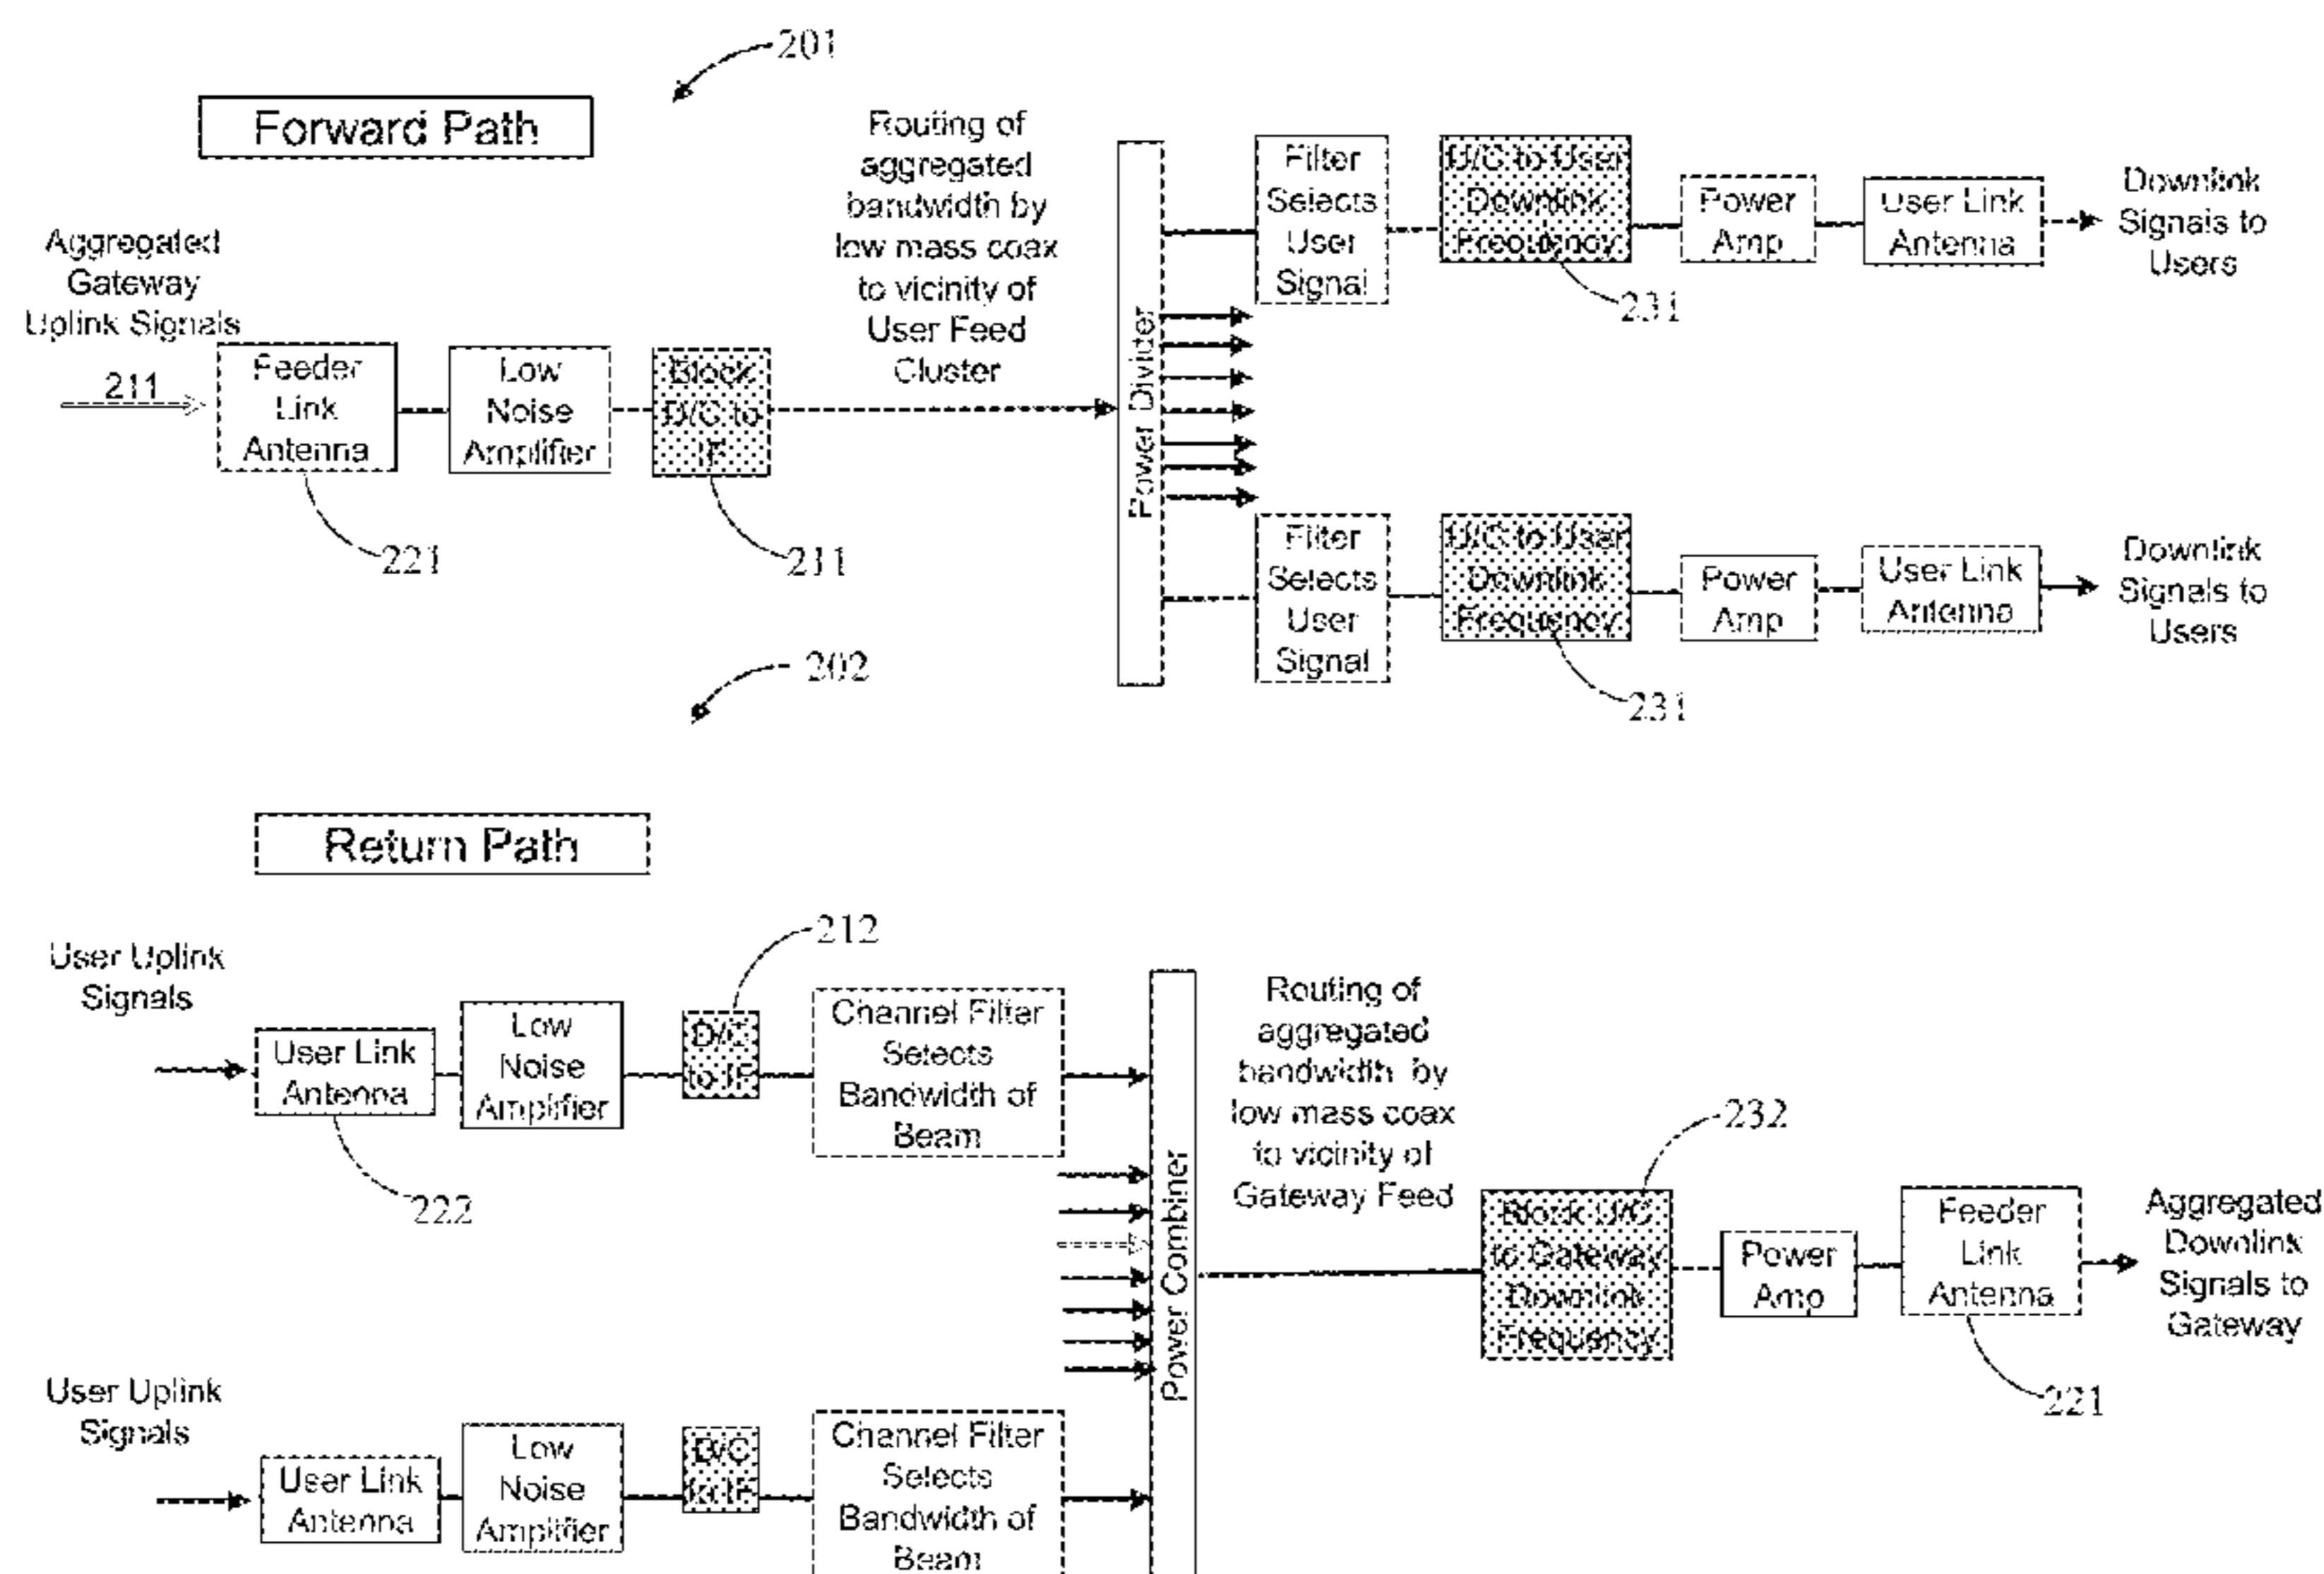 201
Forward Path
Routing of
aggregated
bandwidth by
low mass coax
to vicinity of
User Feed
Cluster
Aggregated
Gateway
Uplink Signals
211
Feeder
Link
Antenna
221
Low
Noise
Amplifier
Block
D/C to
IF
211
Power Divider
Filter
Selects
User
Signal
U/C to User
Downlink
Frequency
231
Power
Amp
User Link
Antenna
Downlink
Signals to
Users
Filter
Selects
User
Signal
U/C to User
Downlink
Frequency
231
Power
Amp
User Link
Antenna
Downlink
Signals to
Users
202
Return Path
User Uplink
Signals
User Link
Antenna
222
Low
Noise
Amplifier
D/C
to IF
212
Channel Filter
Selects
Bandwidth of
Beam
User Uplink
Signals
User Link
Antenna
Low
Noise
Amplifier
D/C
to IF
Channel Filter
Selects
Bandwidth of
Beam
Power Combiner
Routing of
aggregated
bandwidth by
low mass coax
to vicinity of
Gateway Feed
Block U/C
to Gateway
Downlink
Frequency
232
Power
Amp
Feeder
Link
Antenna
221
Aggregated
Downlink
Signals to
Gateway